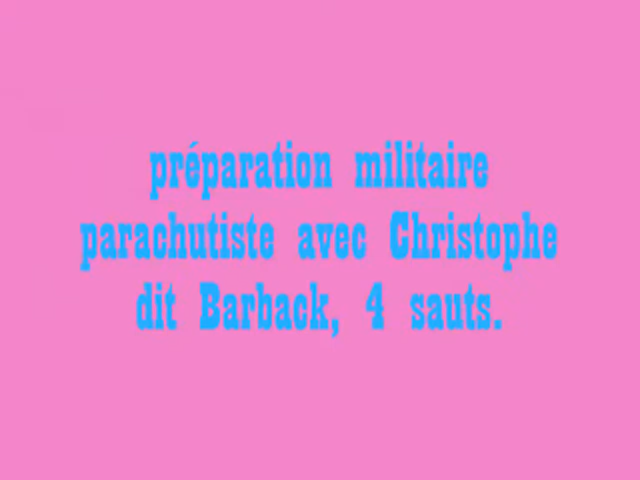 préparation militaire
parachutiste avec Christophe
dit Barback, 4 sauts.